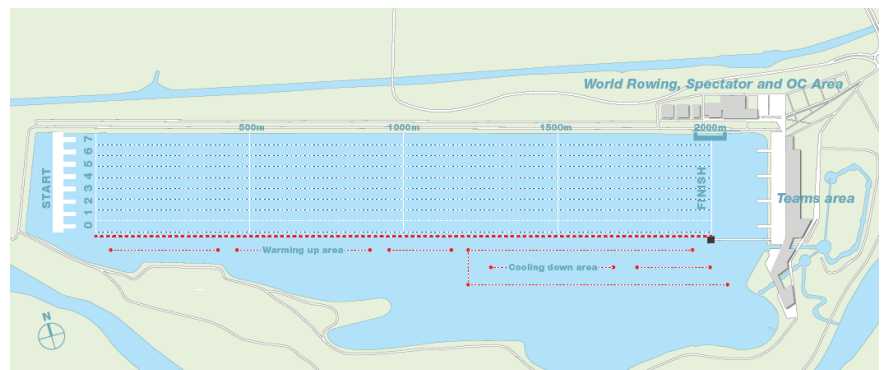 World Rowing, Spectator and OC Area
500m
1000m
1500m
2000m
START
7
6
5
4
3
2
1
0
FINISH
Teams area
Warming up area
Cooling down area
N